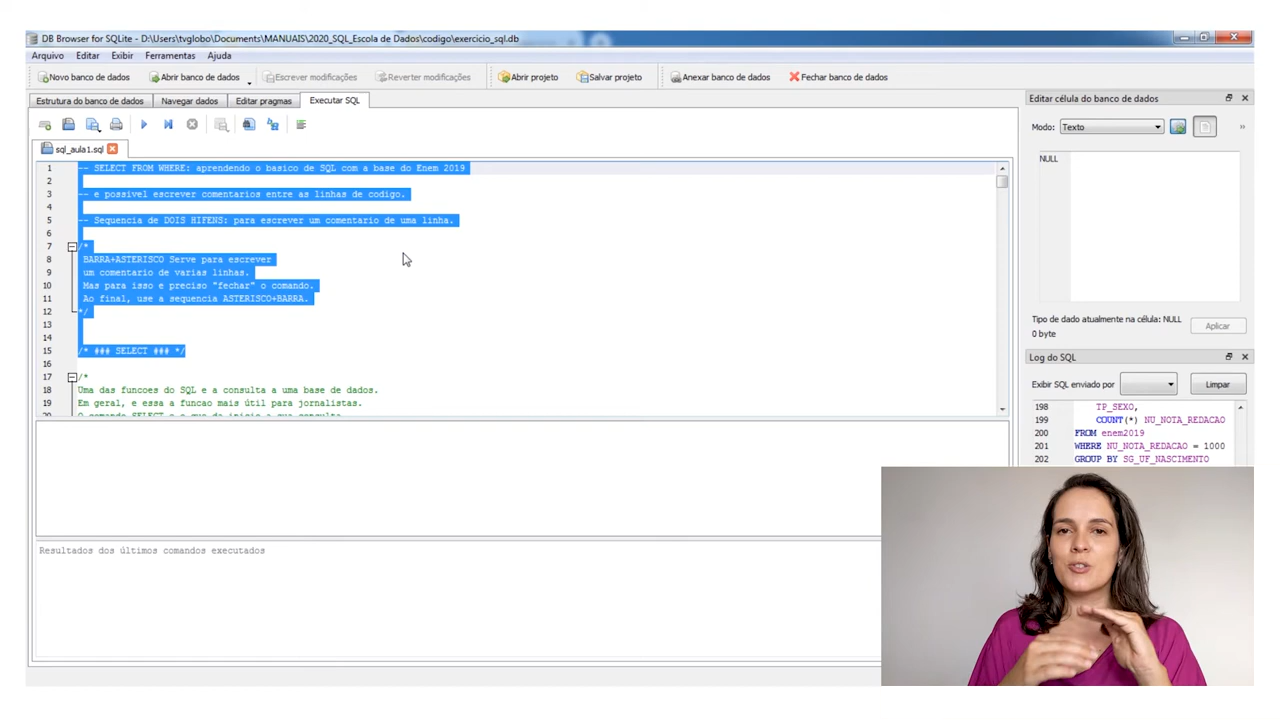 DB Browser for SQLite - D:\Users\tvglobo\Documents\MANUAIS\2020_SQL_Escola de Dados\codigo\exercicio_sql.db
Arquivo Editar Exibir Ferramentas Ajuda
Novo banco de dados Abrir banco de dados Escrever modificações Reverter modificações Abrir projeto Salvar projeto Anexar banco de dados Fechar banco de dados
Estrutura do banco de dados Navegar dados Editar pragmas Executar SQL
sql_aula1.sql
1 -- SELECT FROM WHERE: aprendendo o basico de SQL com a base do Enem 2019
2
3 -- e possivel escrever comentarios entre as linhas de codigo.
4
5 -- Sequencia de DOIS HIFENS: para escrever um comentario de uma linha.
6
7 /*
8 BARRA+ASTERISCO Serve para escrever
9 um comentario de varias linhas.
10 Mas para isso e preciso "fechar" o comando.
11 Ao final, use a sequencia ASTERISCO+BARRA.
12 */
13
14
15 /* ### SELECT ### */
16
17 /*
18 Uma das funcoes do SQL e a consulta a uma base de dados.
19 Em geral, e essa a funcao mais útil para jornalistas.
20 O comando SELECT e o que da inicio a sua consulta
Resultados dos últimos comandos executados
Editar célula do banco de dados
Modo: Texto
NULL
Tipo de dado atualmente na célula: NULL
0 byte
Aplicar
Log do SQL
Exibir SQL enviado por Limpar
198 TP_SEXO,
199 COUNT(*) NU_NOTA_REDACAO
200 FROM enem2019
201 WHERE NU_NOTA_REDACAO = 1000
202 GROUP BY SG_UF_NASCIMENTO